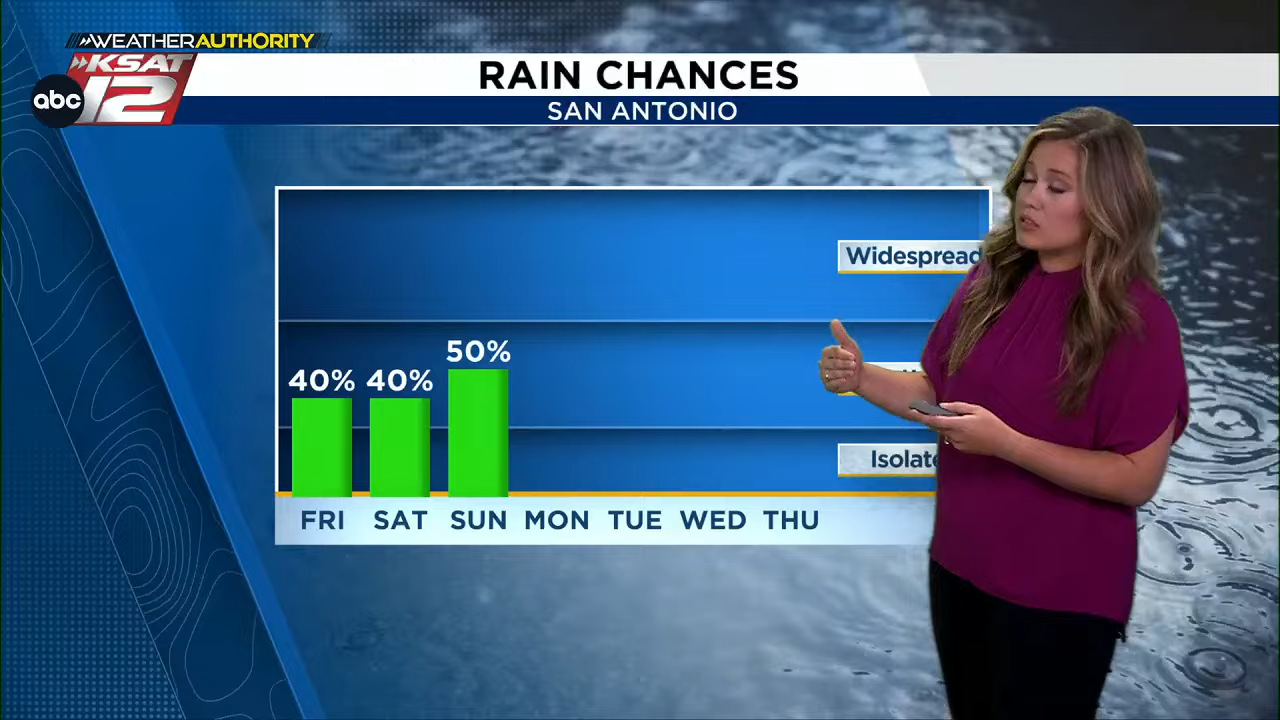 WEATHERAUTHORITY
KSAT
abc 12
RAIN CHANCES
SAN ANTONIO
Widespread
50%
40% 40%
FRI SAT SUN MON TUE WED THU